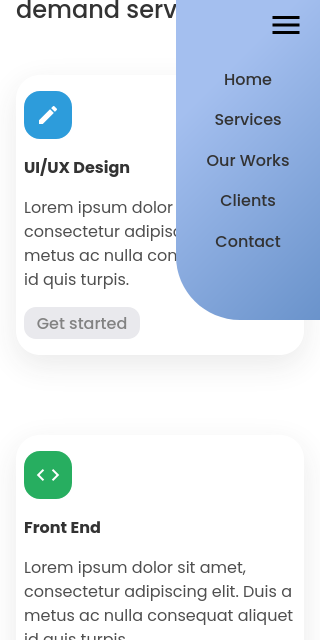 demand serv
Home
Services
Our Works
Clients
Contact
UI/UX Design
Lorem ipsum dolor
consectetur adipisc
metus ac nulla con
id quis turpis.
Get started
Front End
Lorem ipsum dolor sit amet,
consectetur adipiscing elit. Duis a
metus ac nulla consequat aliquet
id quis turpis.